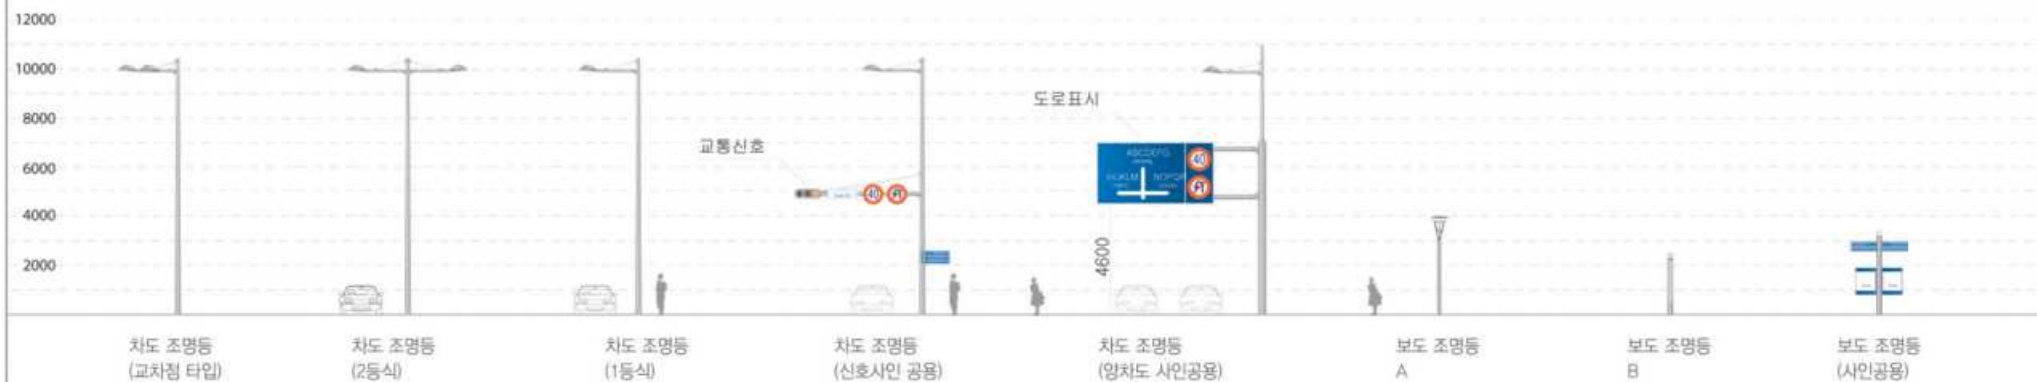 12000
10000
8000
6000
4000
2000
교통신호
40
도로표시
ABCDEFG
HIJKLM
NOPQR
40
4600
차도 조명등
(교차점 타입)
차도 조명등
(2등식)
차도 조명등
(1등식)
차도 조명등
(신호사인 공용)
차도 조명등
(양차도 사인공용)
보도 조명등
A
보도 조명등
B
보도 조명등
(사인공용)